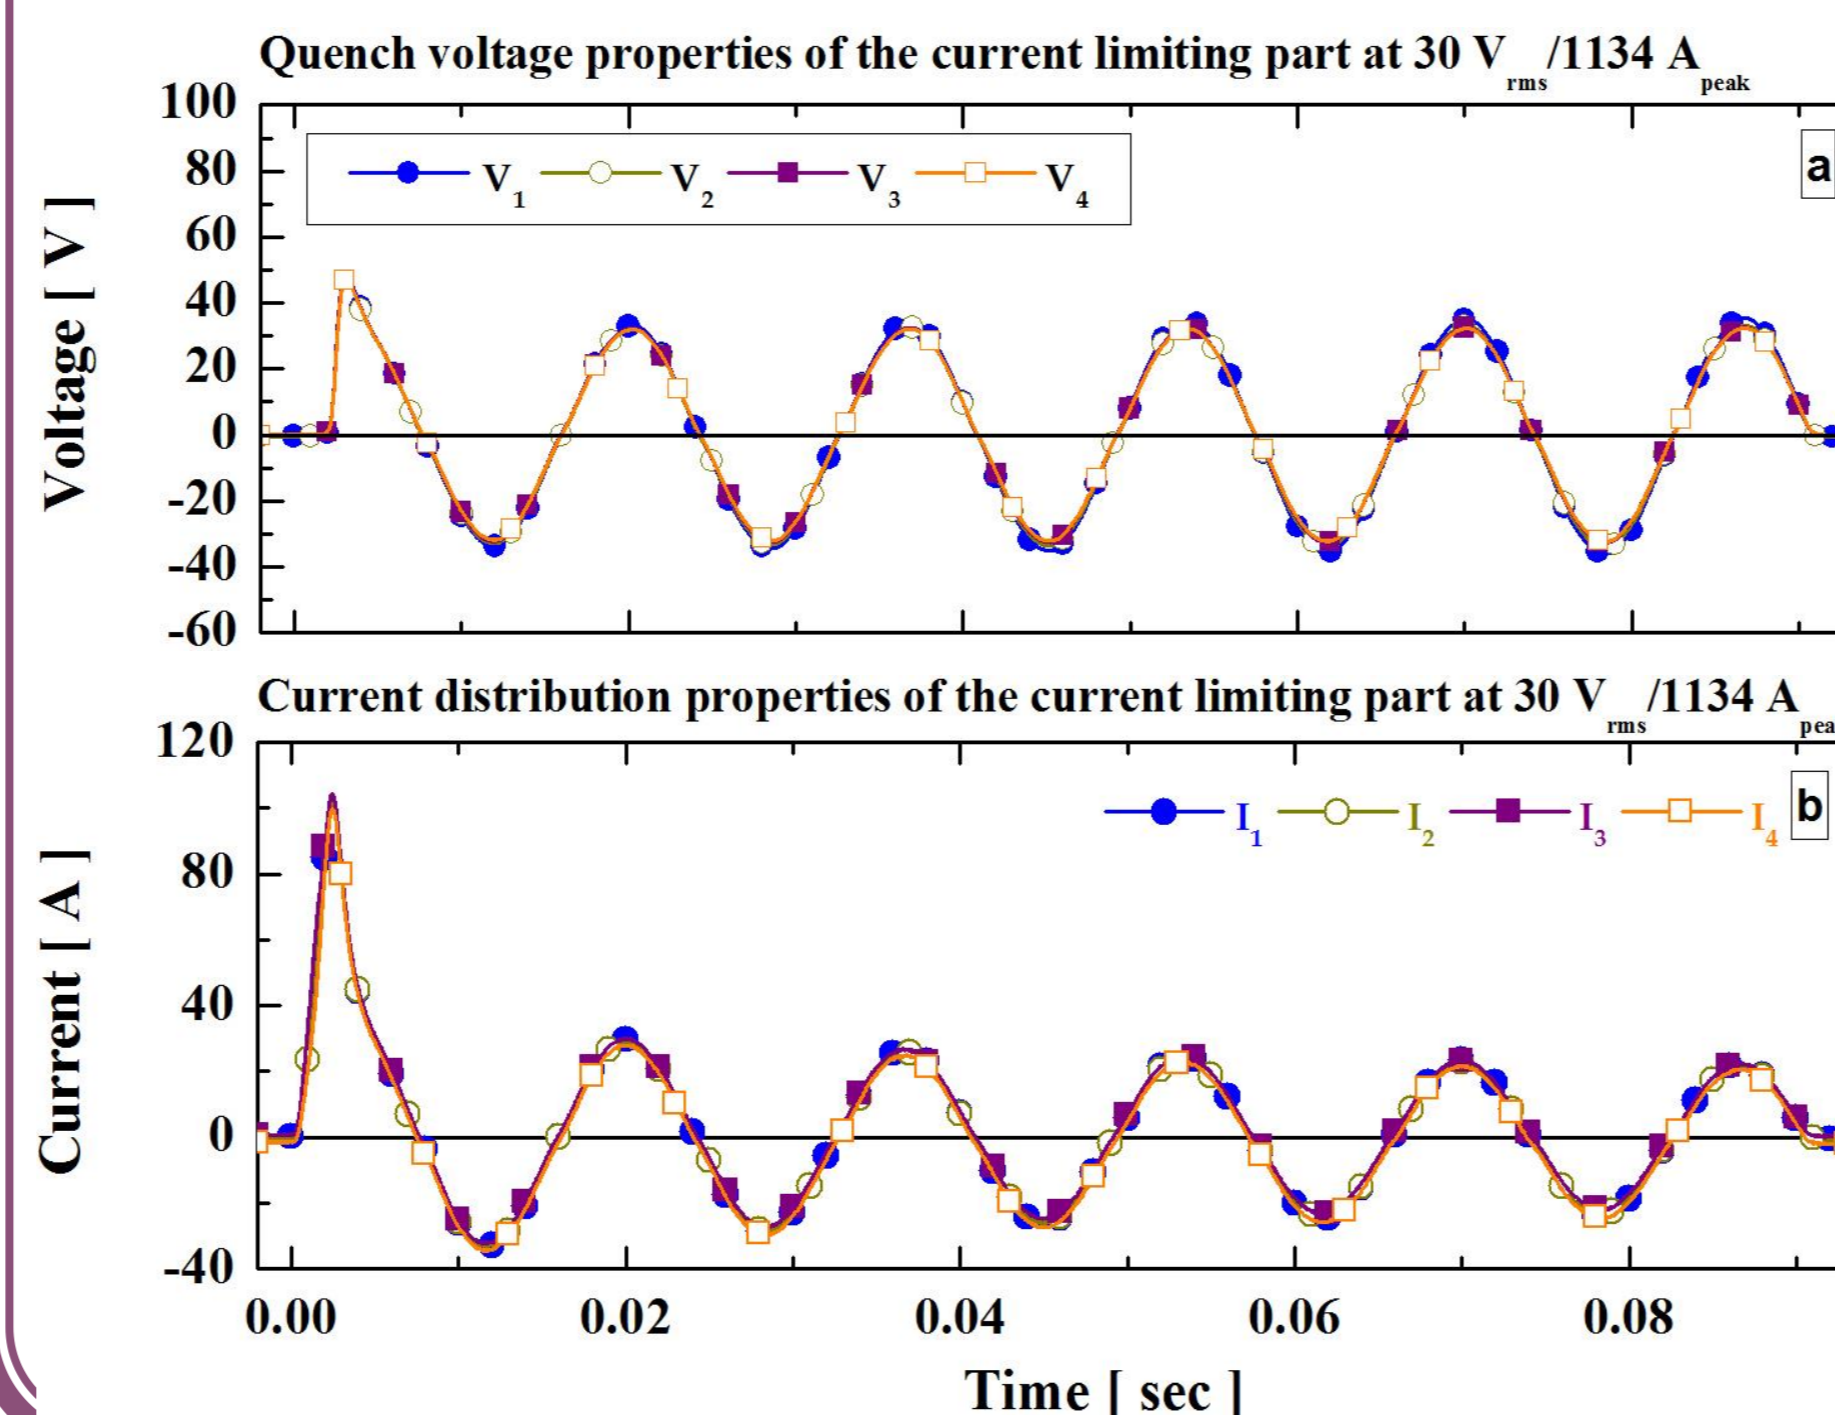 Quench voltage properties of the current limiting part at 30 Vrms/1134 Apeak
100
80
60
40
20
0
-20
-40
-60
Voltage [ V ]
V1 V2 V3 V4
a
Current distribution properties of the current limiting part at 30 Vrms/1134 Apea
120
80
40
0
-40
Current [ A ]
I1 I2 I3 I4
b
0.00 0.02 0.04 0.06 0.08
Time [ sec ]